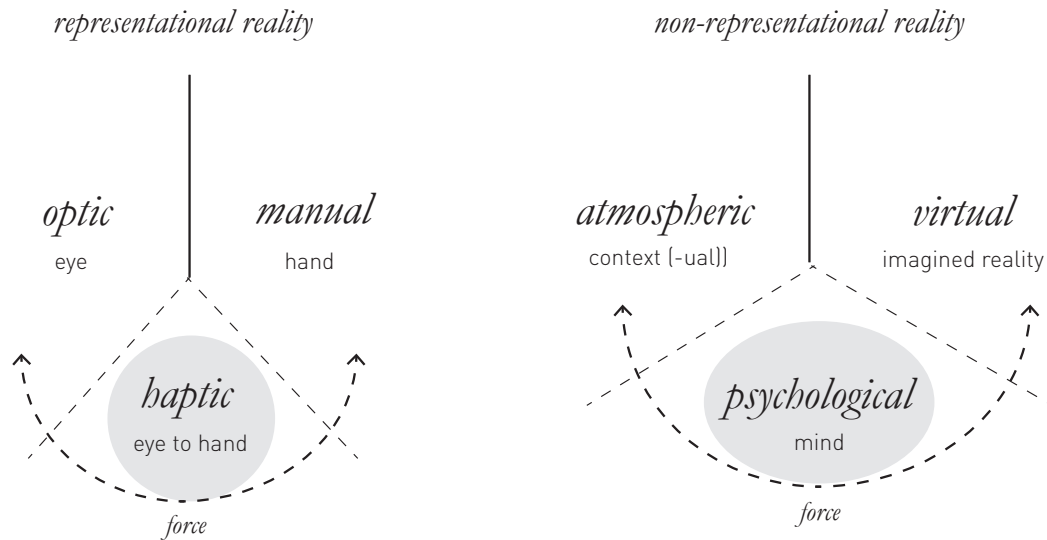 representational reality
optic
eye
manual
hand
haptic
eye to hand
force
non-representational reality
atmospheric
context (-ual))
virtual
imagined reality
psychological
mind
force